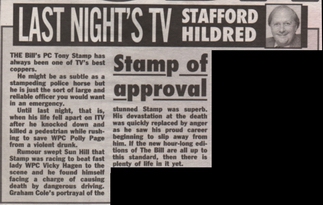 LAST NIGHT'S TV
STAFFORD
HILDRED
THE Bill's PC Tony Stamp has
always been one of TV's best
coppers.
He might be as subtle as a
stampeding police horse but
he is just the sort of large and
reliable officer you would want
in an emergency.
Until last night, that is,
when his life fell apart on ITV
after he knocked down and
killed a pedestrian while rush-
ing to save WPC Polly Page
from a violent drunk.
Rumour swept Sun Hill that
Stamp was racing to beat fast
lady WPC Vicky Hagen to the
scene and he found himself
facing a charge of causing
death by dangerous driving.
Graham Cole's portrayal of the
Stamp of
approval
stunned Stamp was superb.
His devastation at the death
was quickly replaced by anger
as he saw his proud career
beginning to slip away from
him. If the new hour-long edi-
tions of The Bill are all up to
this standard, then there is
plenty of life in it yet.